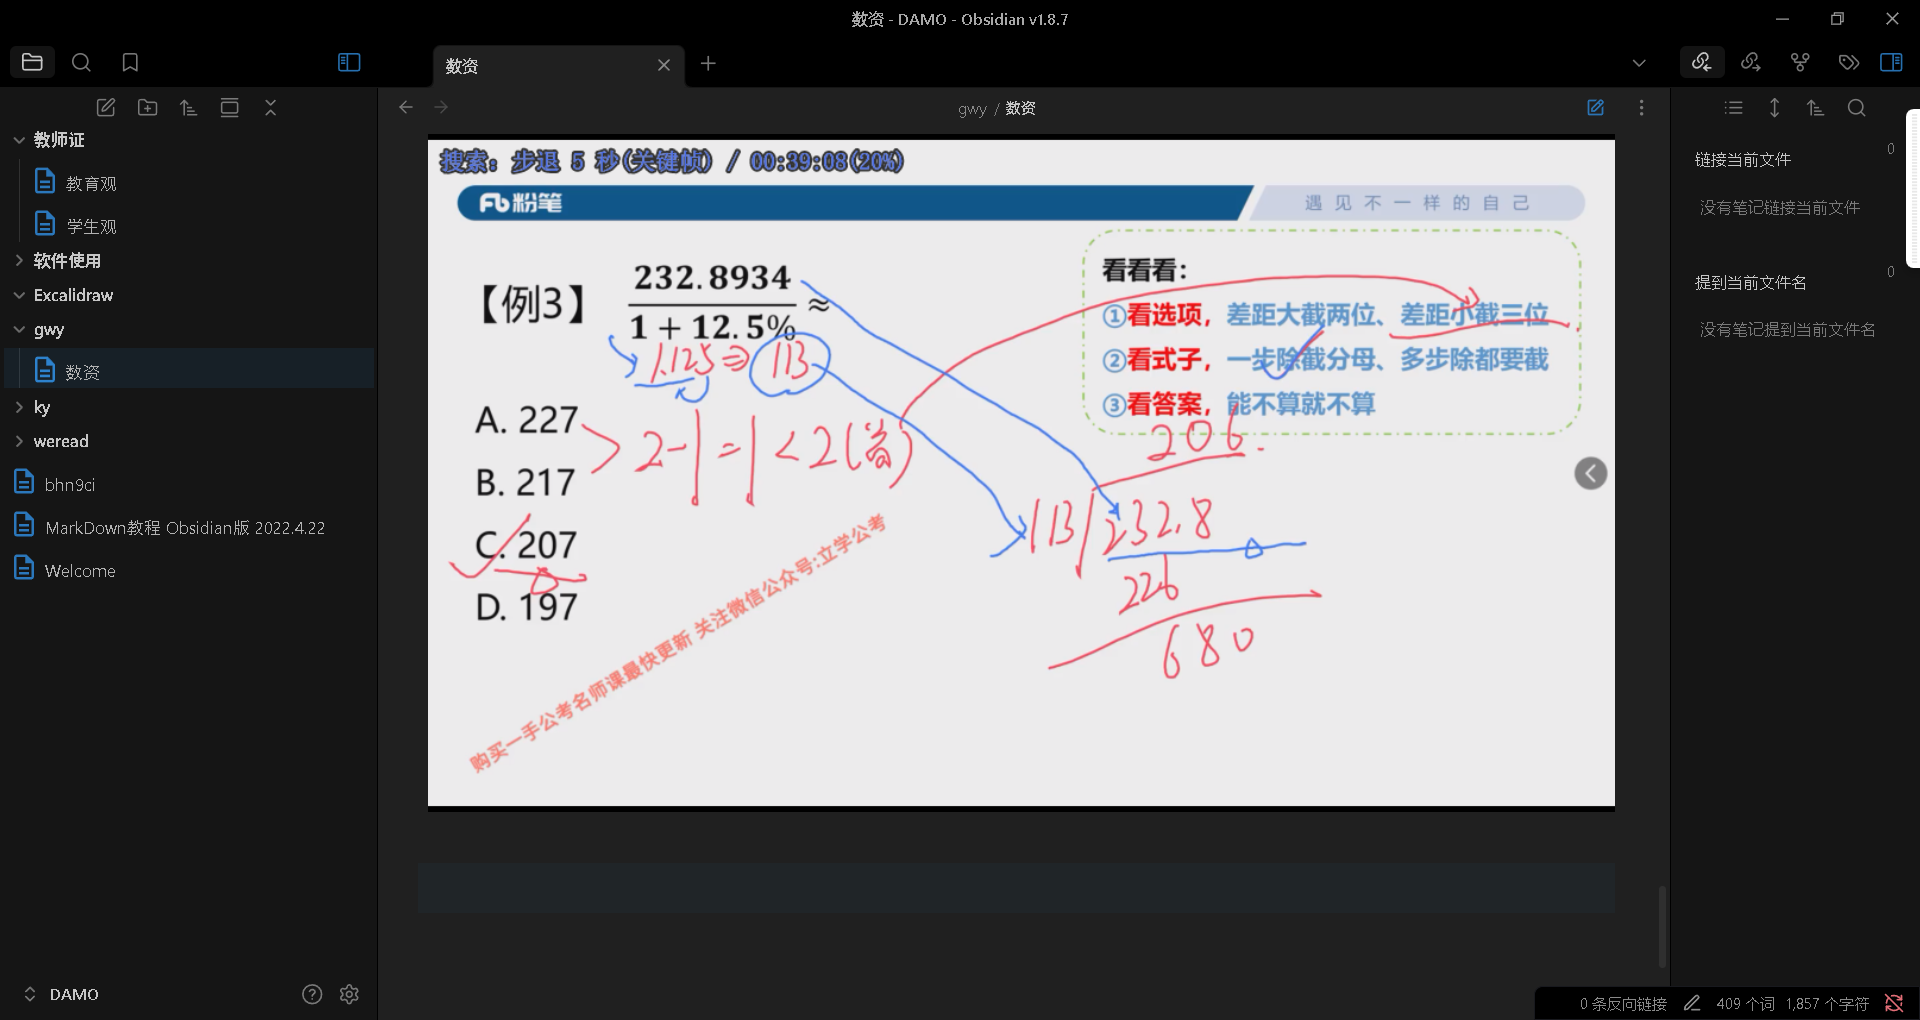 数资 - DAMO - Obsidian v1.8.7
数资
gwy / 数资
教师证
教育观
学生观
软件使用
Excalidraw
gwy
数资
ky
weread
bhn9ci
MarkDown教程 Obsidian版 2022.4.22
Welcome
DAMO
搜索: 步退 5 秒(关键帧) / 00:39:08(20%)
粉笔
遇见不一样的自己
【例3】
232.8934
1 + 12.5%
≈
1.125 ⇒ 113
A. 227
B. 217
C. 207
D. 197
> 2-1 = 1 < 2 (首)
看看看：
①看选项，差距大截两位、差距小截三位
②看式子，一步除截分母、多步除都要截
③看答案，能不算就不算
206
113 232.8
226
680
购买一手公考名师课最快更新 关注微信公众号:立学公考
链接当前文件
0
没有笔记链接当前文件
提到当前文件名
0
没有笔记提到当前文件名
0 条反向链接
409 个词 1,857 个字符